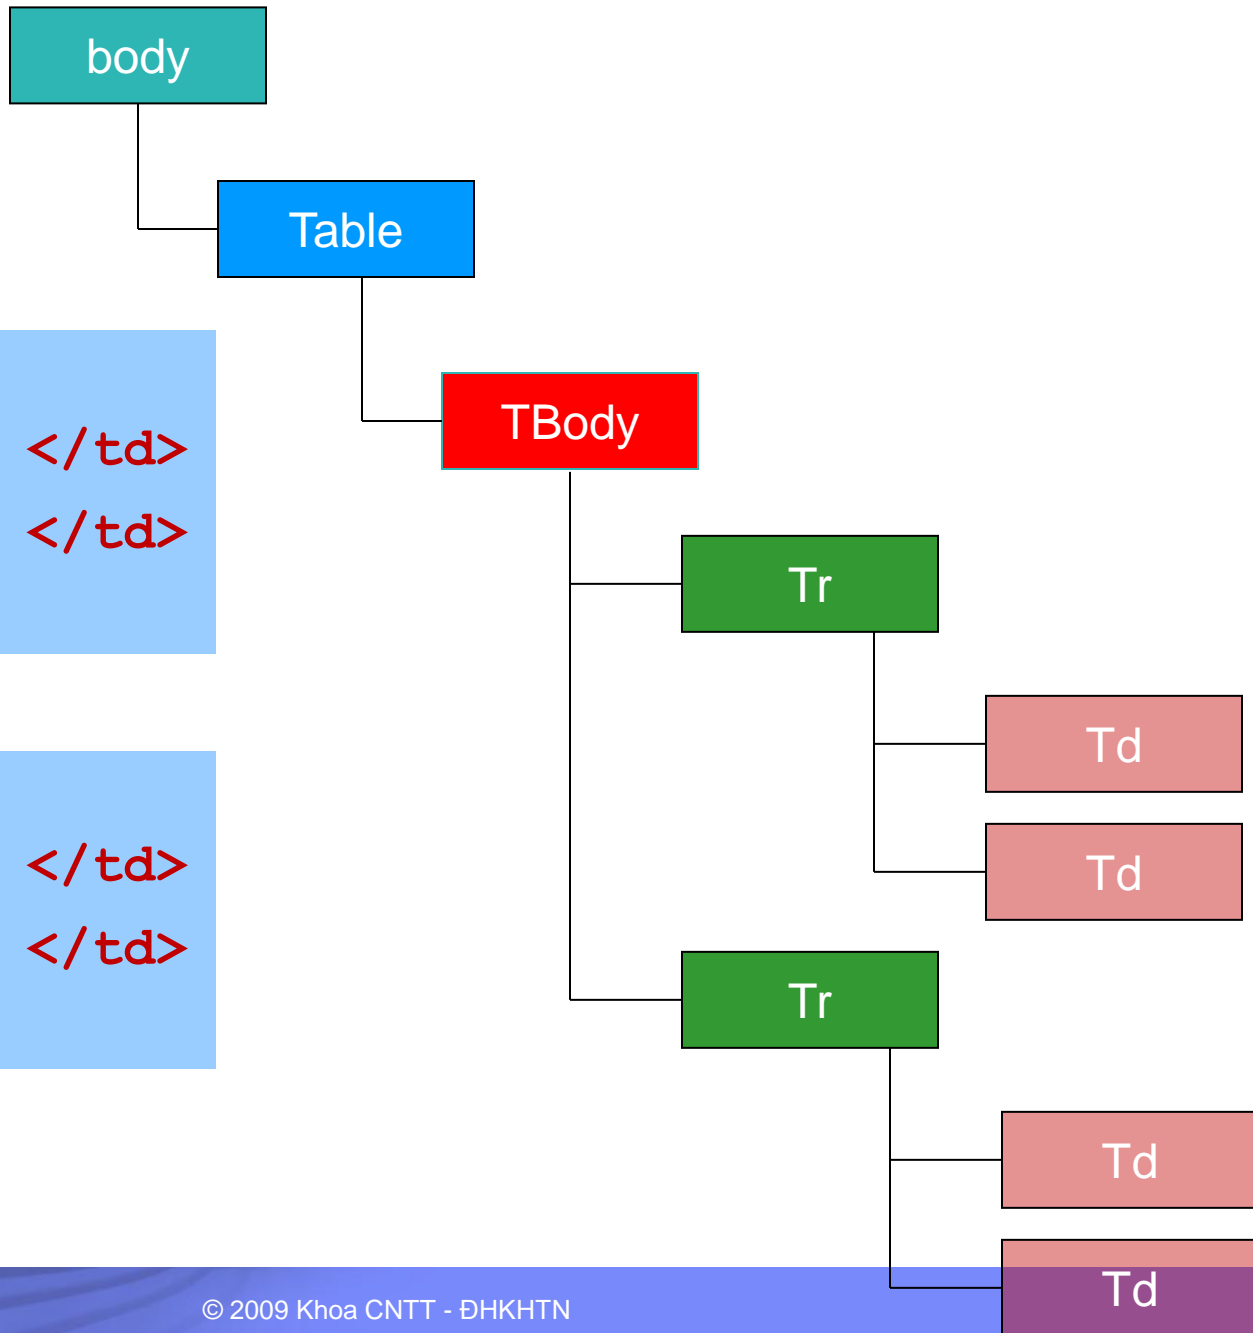 body
Table
TBody
</td>
</td>
Tr
Td
Td
</td>
</td>
Tr
Td
Td
© 2009 Khoa CNTT - ĐHKHTN